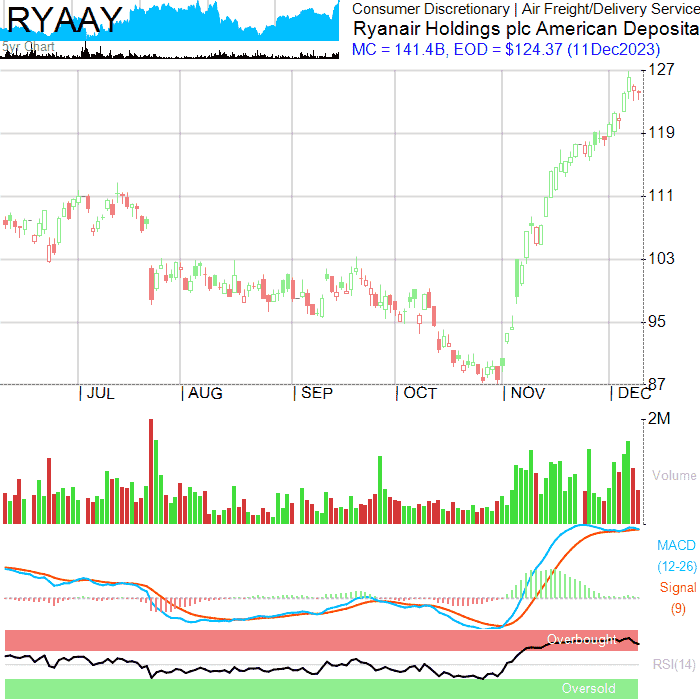 RYAAY
5yr Chart
Consumer Discretionary | Air Freight/Delivery Service
Ryanair Holdings plc American Deposita
MC = 141.4B, EOD = $124.37 (11Dec2023)
127
119
111
103
95
87
JUL
AUG
SEP
OCT
NOV
DEC
2M
Volume
MACD
(12-26)
Signal
(9)
Overbought
RSI(14)
Oversold